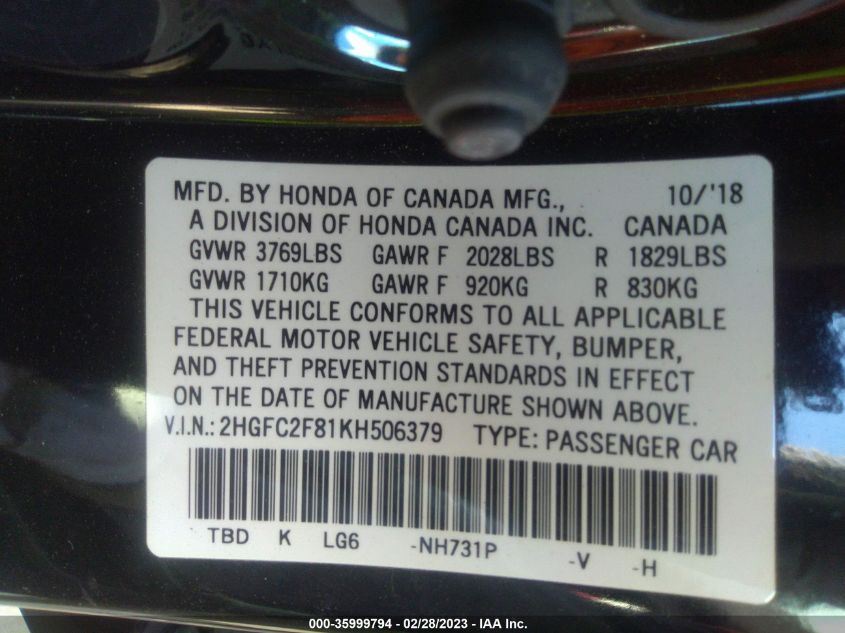 MFD. BY HONDA OF CANADA MFG., 10/'18
A DIVISION OF HONDA CANADA INC. CANADA
GVWR 3769LBS GAWR F 2028LBS R 1829LBS
GVWR 1710KG GAWR F 920KG R 830KG
THIS VEHICLE CONFORMS TO ALL APPLICABLE
FEDERAL MOTOR VEHICLE SAFETY, BUMPER,
AND THEFT PREVENTION STANDARDS IN EFFECT
ON THE DATE OF MANUFACTURE SHOWN ABOVE.
V.I.N.: 2HGFC2F81KH506379 TYPE: PASSENGER CAR
TBD K LG6 -NH731P -V -H
000-35999794 - 02/28/2023 - IAA Inc.